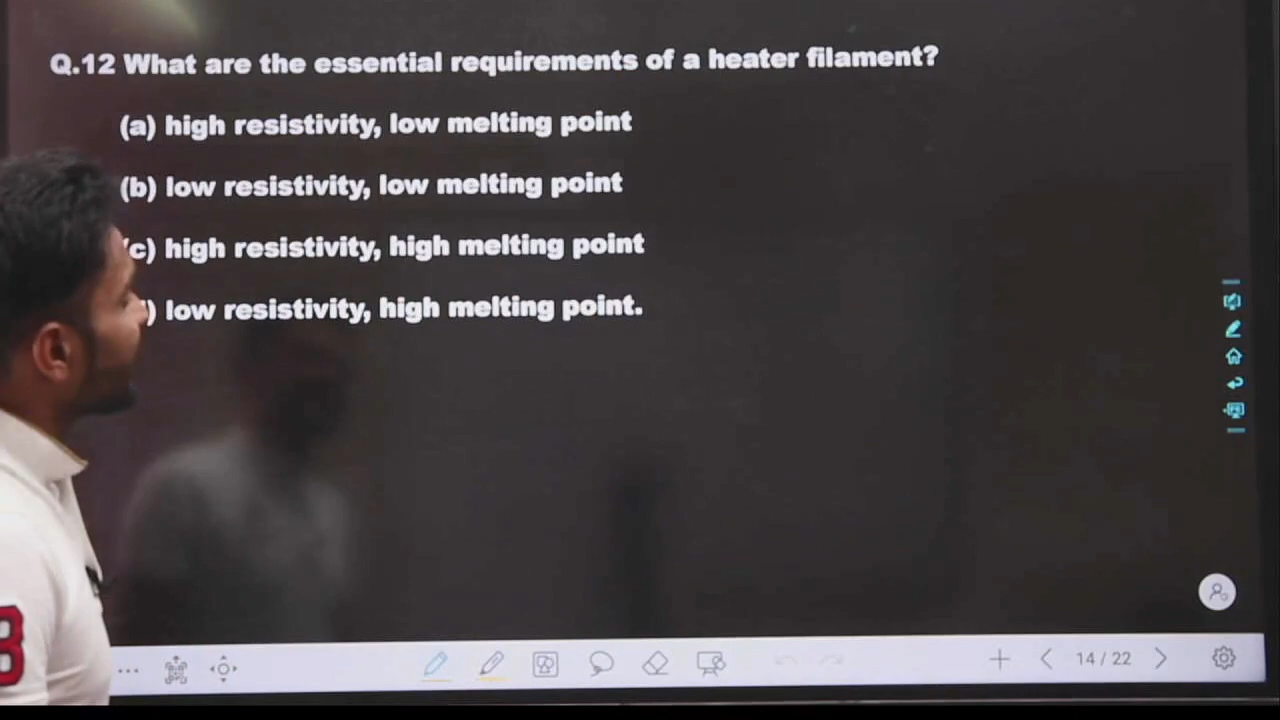 Q.12 What are the essential requirements of a heater filament?
(a) high resistivity, low melting point
(b) low resistivity, low melting point
c) high resistivity, high melting point
) low resistivity, high melting point.
14 / 22